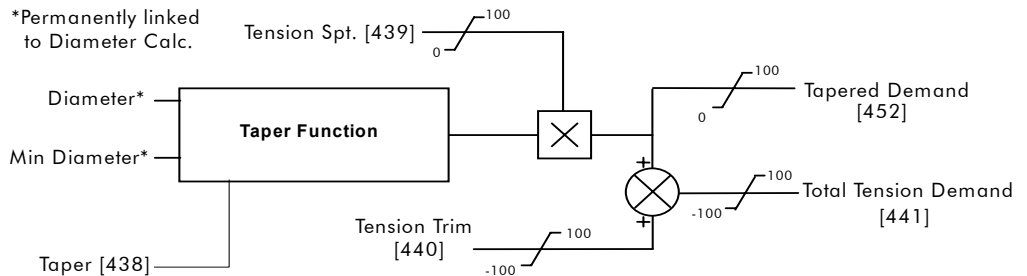 *Permanently linked
to Diameter Calc.
Tension Spt. [439]
100
0
Diameter*
Taper Function
100
0
Tapered Demand
[452]
Min Diameter*
+
+
100
-100
Total Tension Demand
[441]
Tension Trim
[440]
100
-100
Taper [438]